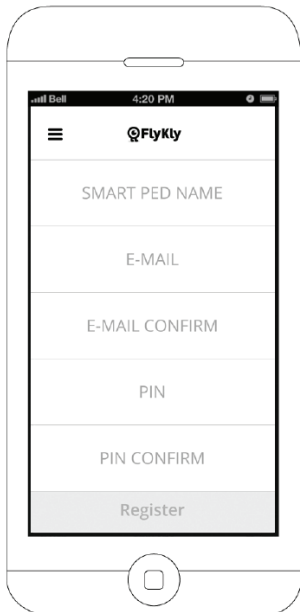 Bell 4:20 PM
FlyKly
SMART PED NAME
E-MAIL
E-MAIL CONFIRM
PIN
PIN CONFIRM
Register